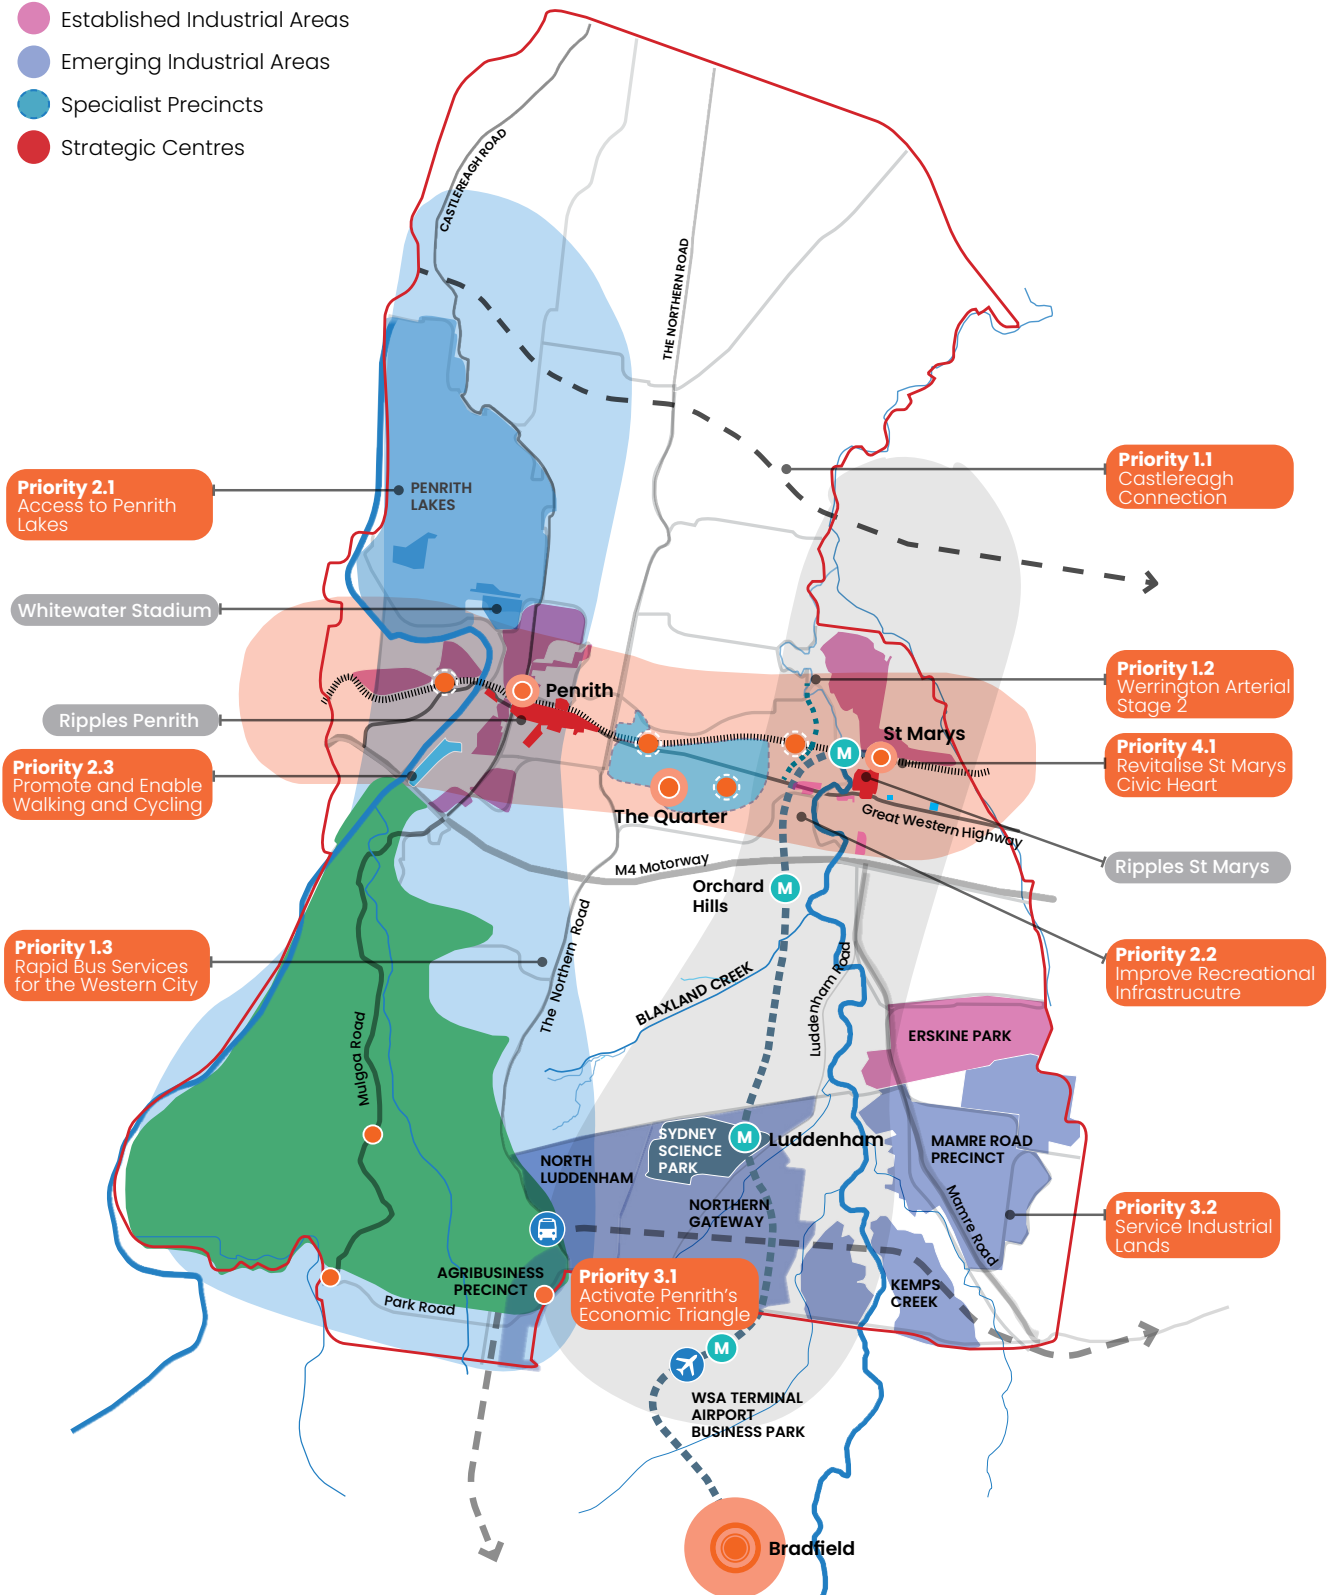 Established Industrial Areas
Emerging Industrial Areas
Specialist Precincts
Strategic Centres
CASTLEREAGH ROAD
THE NORTHERN ROAD
Priority 1.1
Castlereagh
Connection
Priority 2.1
Access to Penrith
Lakes
PENRITH
LAKES
Whitewater Stadium
Priority 1.2
Werrington Arterial
Stage 2
Penrith
Ripples Penrith
St Marys
M
Priority 4.1
Revitalise St Marys
Civic Heart
Priority 2.3
Promote and Enable
Walking and Cycling
The Quarter
Great Western Highway
M4 Motorway
Ripples St Marys
Orchard
Hills
M
Priority 1.3
Rapid Bus Services
for the Western City
The Northern Road
BLAXLAND CREEK
Luddenham Road
Priority 2.2
Improve Recreational
Infrastrucutre
Mulgoa Road
ERSKINE PARK
SYDNEY
SCIENCE
PARK
M
Luddenham
MAMRE ROAD
PRECINCT
NORTH
LUDDENHAM
NORTHERN
GATEWAY
Mamre Road
Priority 3.2
Service Industrial
Lands
AGRIBUSINESS
PRECINCT
Priority 3.1
Activate Penrith's
Economic Triangle
KEMPS
CREEK
Park Road
M
WSA TERMINAL
AIRPORT
BUSINESS PARK
Bradfield